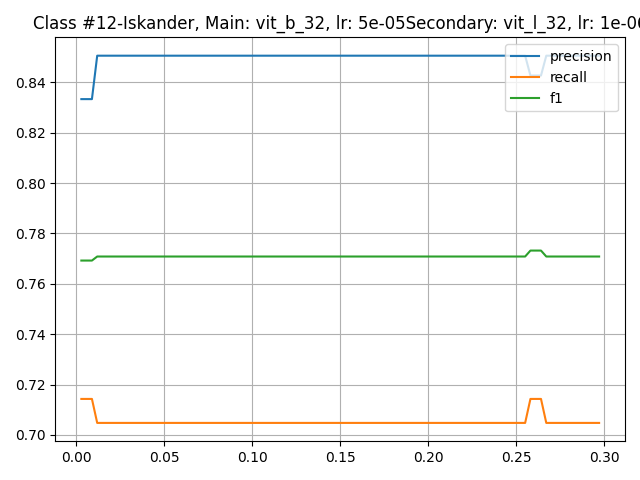 Class #12-Iskander, Main: vit_b_32, lr: 5e-05Secondary: vit_l_32, lr: 1e-06
precision
recall
f1
0.84
0.82
0.80
0.78
0.76
0.74
0.72
0.70
0.00 0.05 0.10 0.15 0.20 0.25 0.30